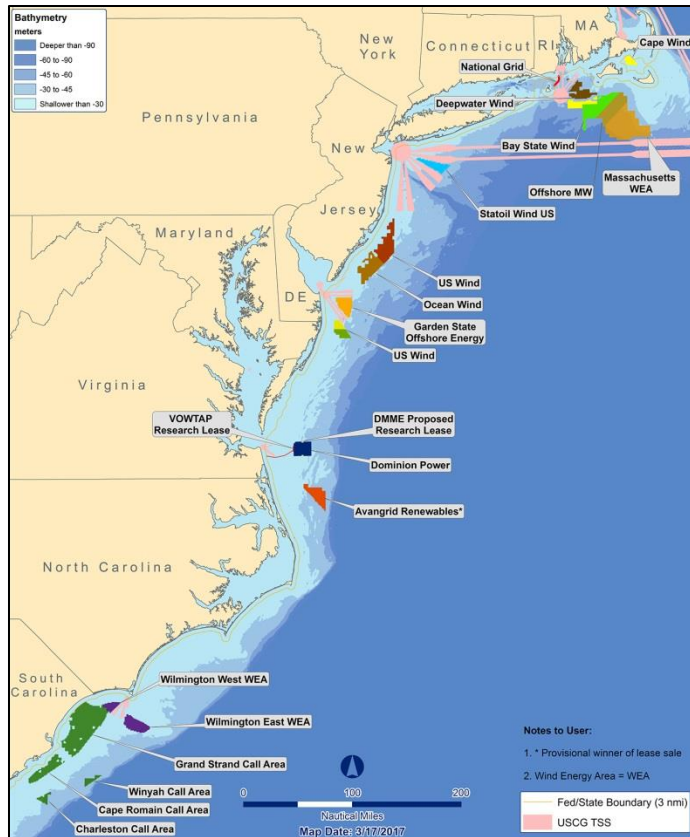 Bathymetry
meters
Deeper than -90
-60 to -90
-45 to -60
-30 to -45
Shallower than -30
New
York
Connecticut
RI
MA
Cape Wind
National Grid
Deepwater Wind
Pennsylvania
New
Jersey
Bay State Wind
Offshore MW
Massachusetts
WEA
Statoil Wind US
Maryland
DE
US Wind
Ocean Wind
Garden State
Offshore Energy
US Wind
Virginia
VOWTAP
Research Lease
DMME Proposed
Research Lease
Dominion Power
Avangrid Renewables*
North Carolina
South
Carolina
Wilmington West WEA
Wilmington East WEA
Grand Strand Call Area
Winyah Call Area
Cape Romain Call Area
Charleston Call Area
0 50 100 200
Nautical Miles
Map Date: 3/17/2017
Notes to User:
1. * Provisional winner of lease sale
2. Wind Energy Area = WEA
Fed/State Boundary (3 nmi)
USCG TSS